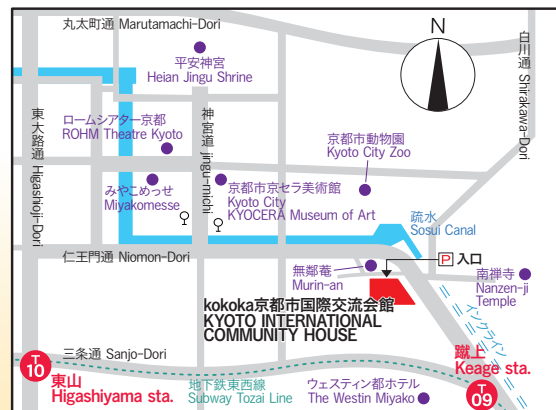 丸太町通 Marutamachi-Dori
N
白川通 Shirakawa-Dori
平安神宮
Heian Jingu Shrine
東大路通 Higashioji-Dori
ロームシアター京都
ROHM Theatre Kyoto
神宮道 jingu-michi
京都市動物園
Kyoto City Zoo
みやこめっせ
Miyakomesse
京都市京セラ美術館
Kyoto City
KYOCERA Museum of Art
疏水
Sosui Canal
仁王門通 Niomon-Dori
無鄰菴
Murin-an
P 入口
南禅寺
Nanzen-ji
Temple
インクライン
kokoka京都市国際交流会館
KYOTO INTERNATIONAL
COMMUNITY HOUSE
三条通 Sanjo-Dori
T
10
東山
Higashiyama sta.
地下鉄東西線
Subway Tozai Line
ウェスティン都ホテル
The Westin Miyako
蹴上
Keage sta.
T
09